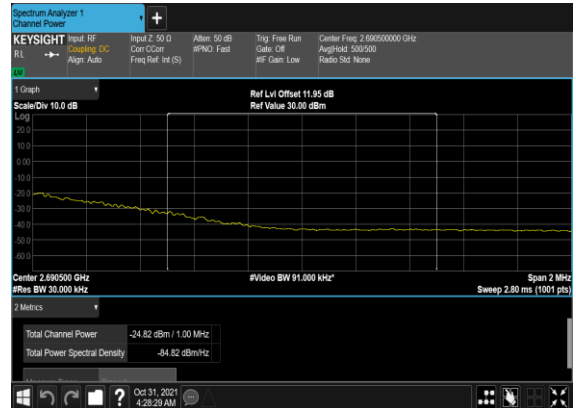 Spectrum Analyzer 1
Channel Power
KEYSIGHT Input: RF Input Z: 50 Ω Atten: 50 dB Trig: Free Run Center Freq: 2.690500000 GHz
RL Coupling: DC Corr CCorr #PNO: Fast Gate: Off Avg|Hold: 500/500
Align: Auto Freq Ref: Int (S) #IF Gain: Low Radio Std: None
1 Graph
Ref Lvl Offset 11.95 dB
Scale/Div 10.0 dB Ref Value 30.00 dBm
Log
20.0
10.0
0.00
-10.0
-20.0
-30.0
-40.0
-50.0
-60.0
Center 2.690500 GHz #Video BW 91.000 kHz* Span 2 MHz
#Res BW 30.000 kHz Sweep 2.80 ms (1001 pts)
2 Metrics
Total Channel Power -24.82 dBm / 1.00 MHz
Total Power Spectral Density -84.82 dBm/Hz
Oct 31, 2021
4:28:29 AM